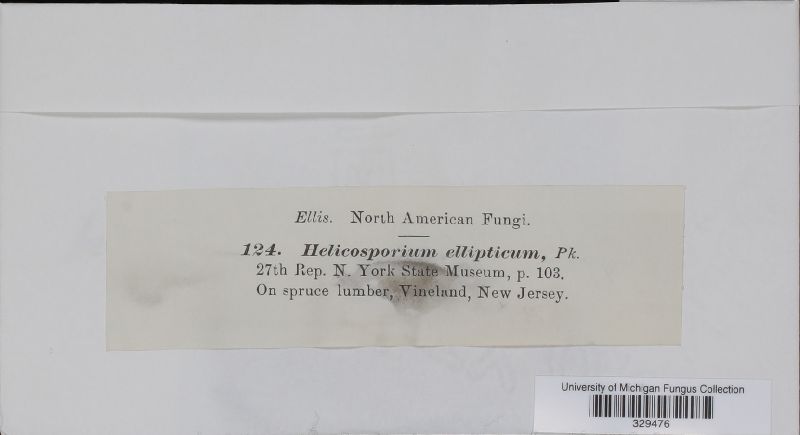 Ellis. North American Fungi.
124. Helicosporium ellipticum, Pk.
27th Rep. N. York State Museum, p. 103.
On spruce lumber, Vineland, New Jersey.
University of Michigan Fungus Collection
329476